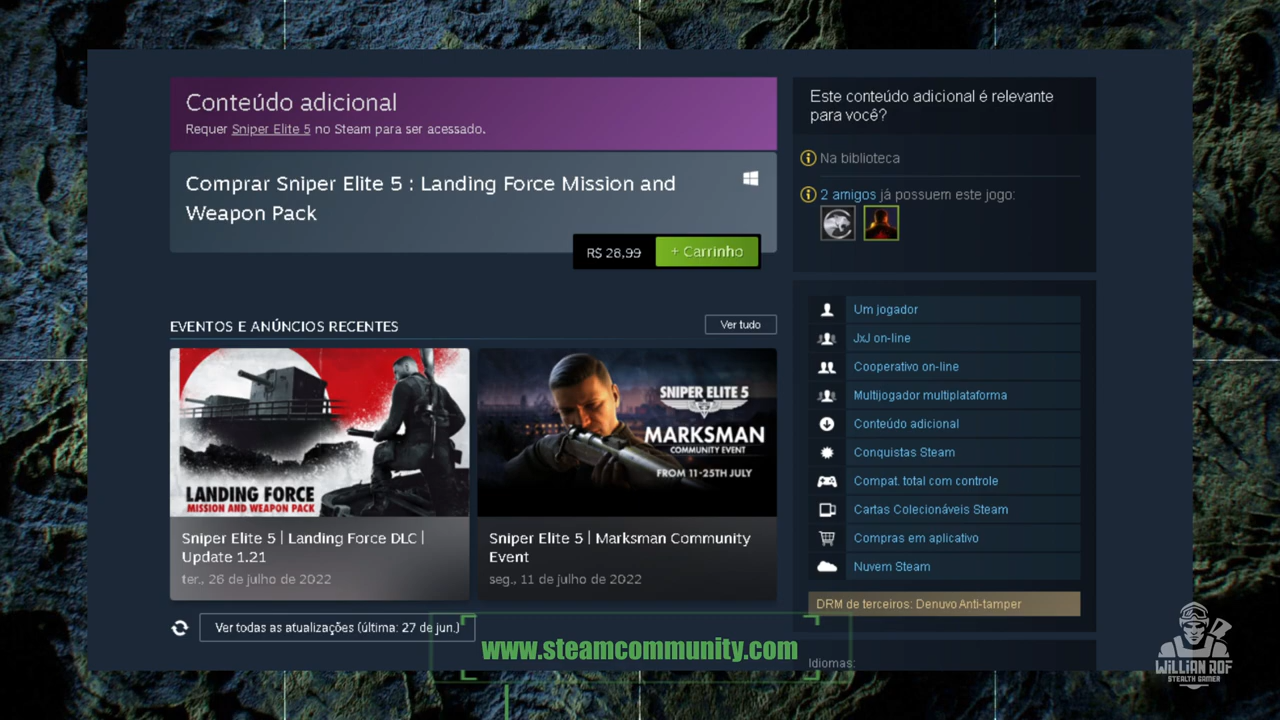 Conteúdo adicional
Requer Sniper Elite 5 no Steam para ser acessado.
Comprar Sniper Elite 5 : Landing Force Mission and
Weapon Pack
R$ 28,99
+ Carrinho
EVENTOS E ANÚNCIOS RECENTES
Ver tudo
LANDING FORCE
MISSION AND WEAPON PACK
Sniper Elite 5 | Landing Force DLC |
Update 1.21
ter., 26 de julho de 2022
SNIPER ELITE 5
MARKSMAN
COMMUNITY EVENT
FROM 11-25TH JULY
Sniper Elite 5 | Marksman Community
Event
seg., 11 de julho de 2022
Ver todas as atualizações (última: 27 de jun.)
Este conteúdo adicional é relevante
para você?
Na biblioteca
2 amigos já possuem este jogo:
Um jogador
JxJ on-line
Cooperativo on-line
Multijogador multiplataforma
Conteúdo adicional
Conquistas Steam
Compat. total com controle
Cartas Colecionáveis Steam
Compras em aplicativo
Nuvem Steam
DRM de terceiros: Denuvo Anti-tamper
Idiomas:
www.steamcommunity.com
WILLIAN ROF
STEALTH GAMER